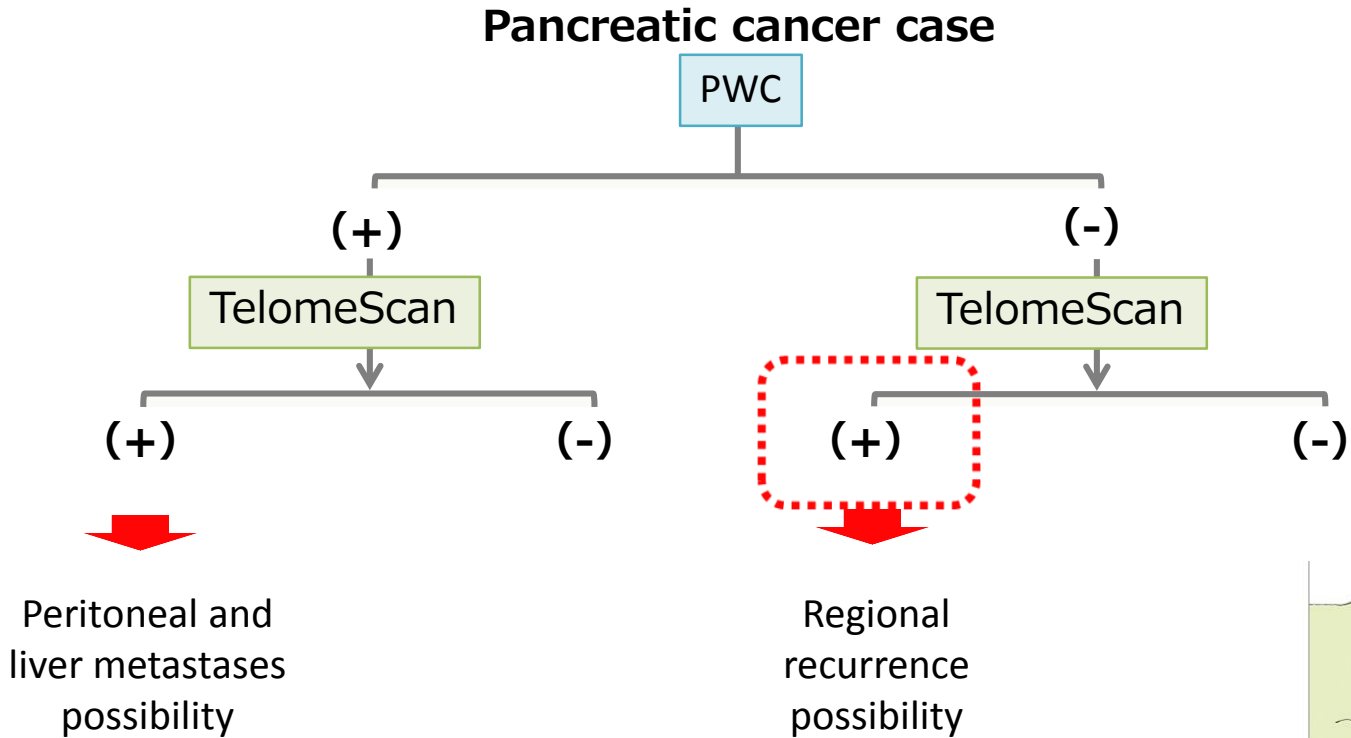 Pancreatic cancer case
PWC
(+)
(-)
TelomeScan
TelomeScan
(+)
(-)
(+)
(-)
Peritoneal and
liver metastases
possibility
Regional
recurrence
possibility